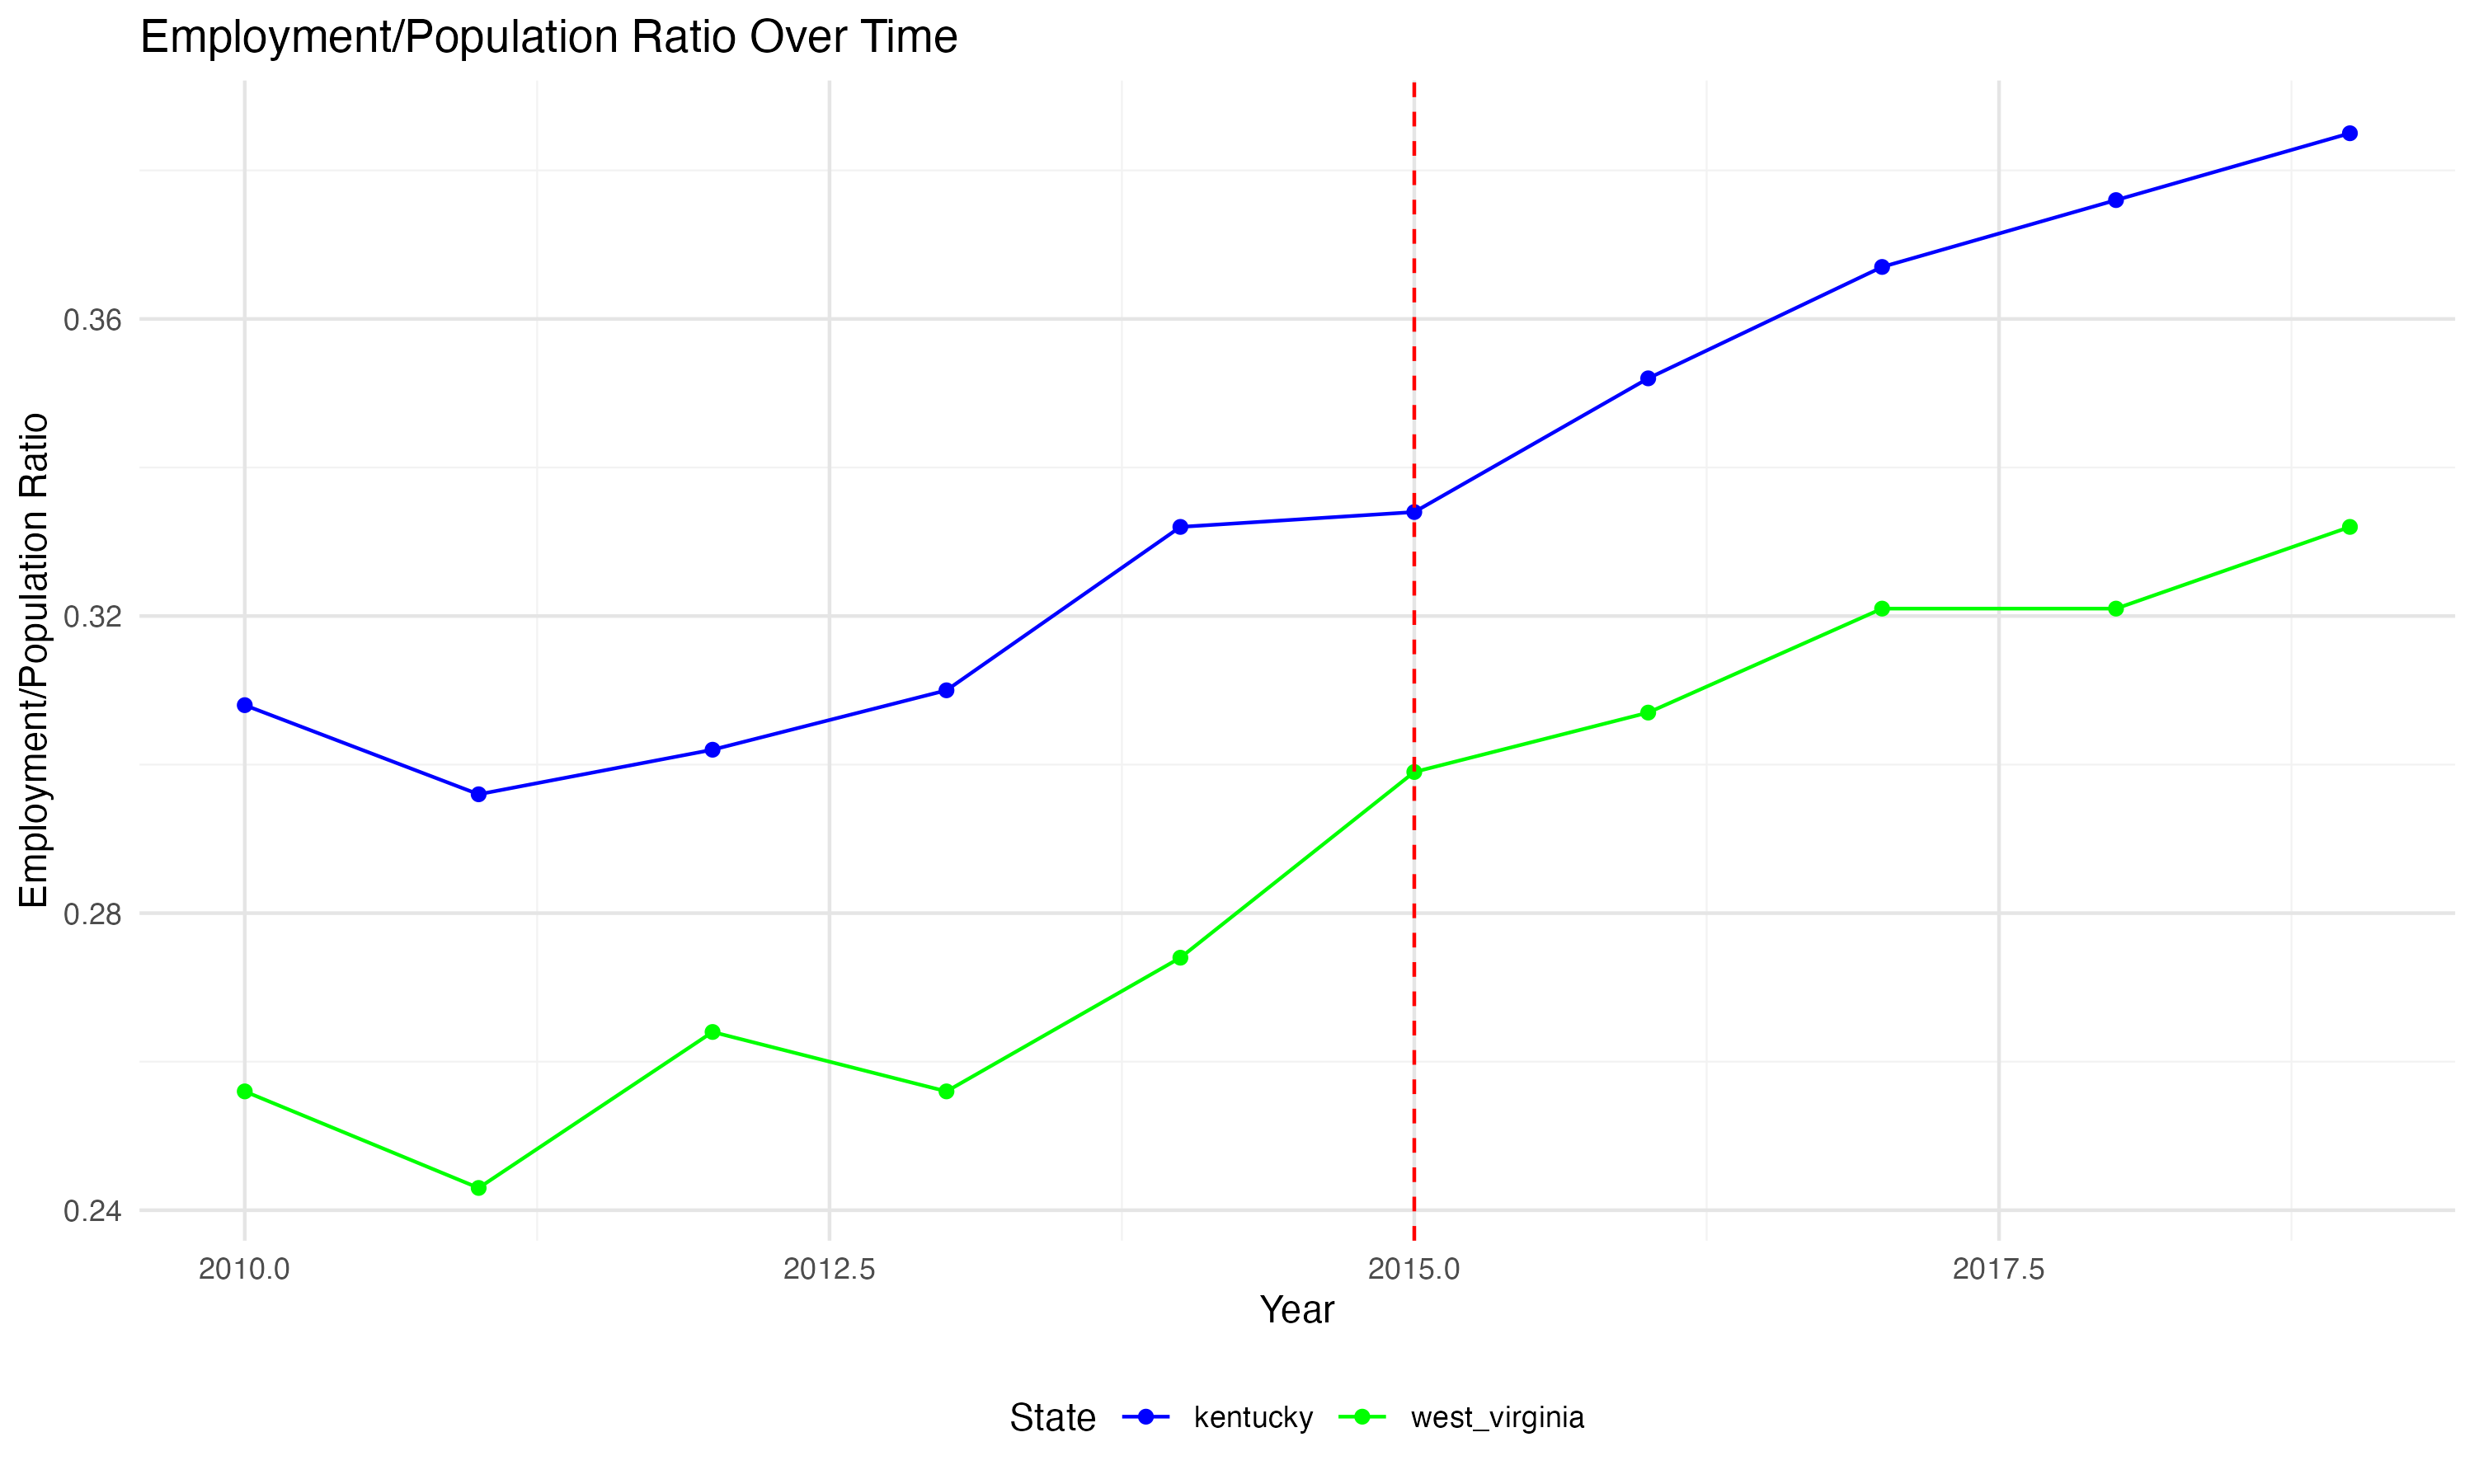 Employment/Population Ratio Over Time
Employment/Population Ratio
0.36
0.32
0.28
0.24
2010.0 2012.5 2015.0 2017.5
Year
State kentucky west_virginia